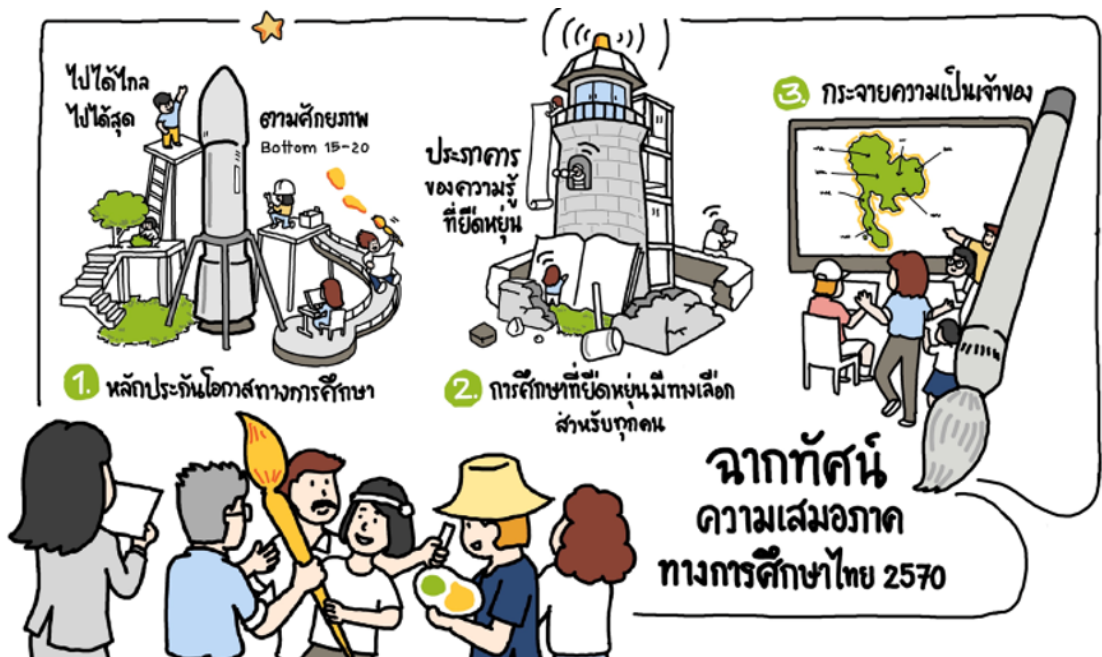 ไปได้ไกล
ไปได้สุด
ตามศักยภาพ
Bottom 15-20
1. หลักประกันโอกาสทางการศึกษา
ประภาคาร
ของความรู้
ที่ยืดหยุ่น
2. การศึกษาที่ยืดหยุ่น มีทางเลือก
สำหรับทุกคน
3. กระจายความเป็นเจ้าของ
ฉากทัศน์
ความเสมอภาค
ทางการศึกษาไทย 2570